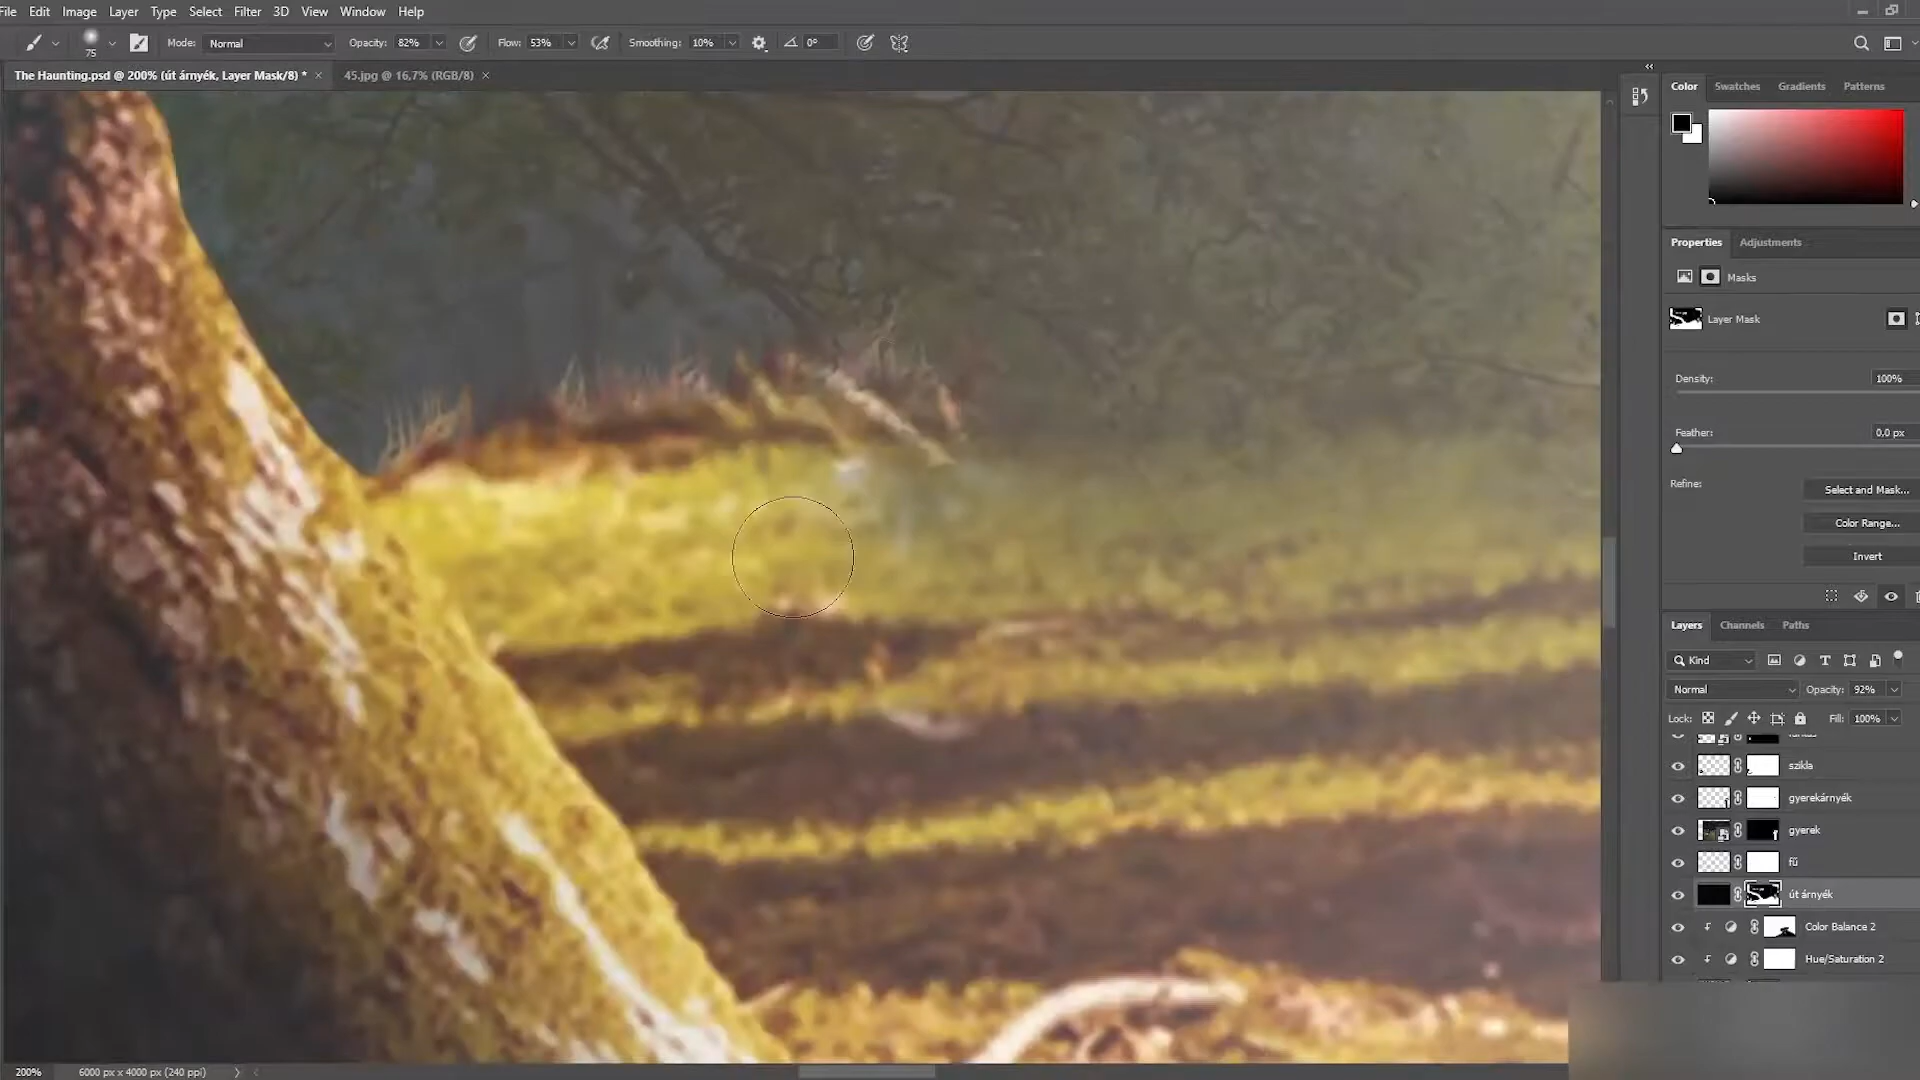 File Edit Image Layer Type Select Filter 3D View Window Help
75 Mode: Normal Opacity: 82% Flow: 53% Smoothing: 10% 0°
The Haunting.psd @ 200% (út árnyék, Layer Mask/8) * × 45.jpg @ 16,7% (RGB/8) ×
Color Swatches Gradients Patterns
Properties Adjustments
Masks
Layer Mask
Density: 100%
Feather: 0,0 px
Refine: Select and Mask...
Color Range...
Invert
Layers Channels Paths
Kind
Normal Opacity: 92%
Lock: Fill: 100%
szikla
gyerekárnyék
gyerek
fű
út árnyék
Color Balance 2
Hue/Saturation 2
200% 6000 px x 4000 px (240 ppi)